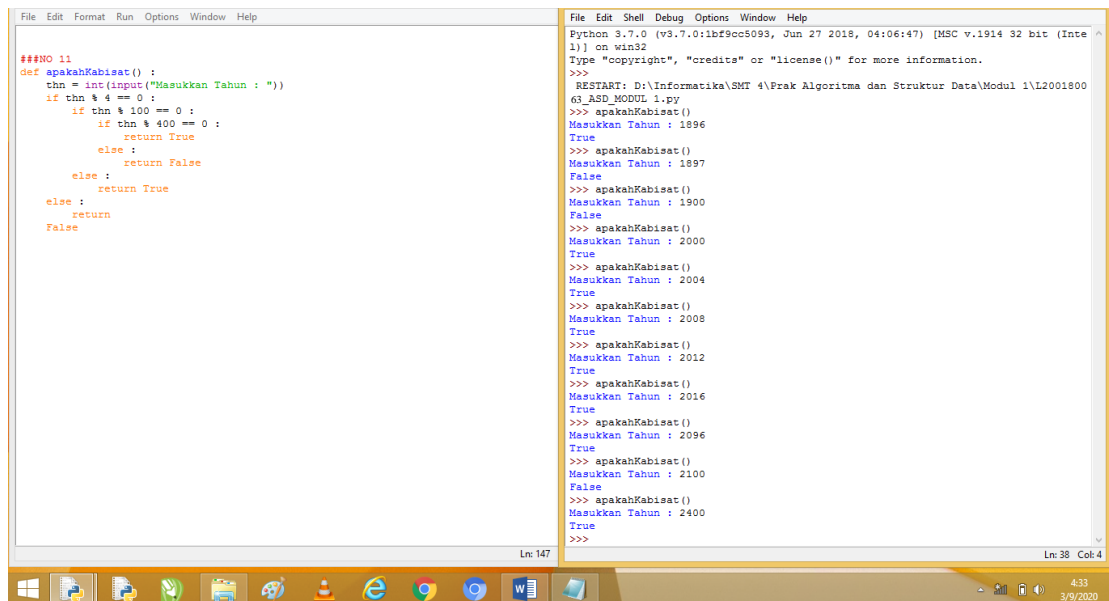 File Edit Format Run Options Window Help
###NO 11
def apakahKabisat() :
    thn = int(input("Masukkan Tahun : "))
    if thn % 4 == 0 :
        if thn % 100 == 0 :
            if thn % 400 == 0 :
                return True
            else :
                return False
        else :
            return True
    else :
        return
    False
Ln: 147
File Edit Shell Debug Options Window Help
Python 3.7.0 (v3.7.0:1bf9cc5093, Jun 27 2018, 04:06:47) [MSC v.1914 32 bit (Inte
l)] on win32
Type "copyright", "credits" or "license()" for more information.
>>>
 RESTART: D:\Informatika\SMT 4\Prak Algoritma dan Struktur Data\Modul 1\L2001800
63_ASD_MODUL 1.py
>>> apakahKabisat()
Masukkan Tahun : 1896
True
>>> apakahKabisat()
Masukkan Tahun : 1897
False
>>> apakahKabisat()
Masukkan Tahun : 1900
False
>>> apakahKabisat()
Masukkan Tahun : 2000
True
>>> apakahKabisat()
Masukkan Tahun : 2004
True
>>> apakahKabisat()
Masukkan Tahun : 2008
True
>>> apakahKabisat()
Masukkan Tahun : 2012
True
>>> apakahKabisat()
Masukkan Tahun : 2016
True
>>> apakahKabisat()
Masukkan Tahun : 2096
True
>>> apakahKabisat()
Masukkan Tahun : 2100
False
>>> apakahKabisat()
Masukkan Tahun : 2400
True
>>>
Ln: 38 Col: 4
4:33
3/9/2020